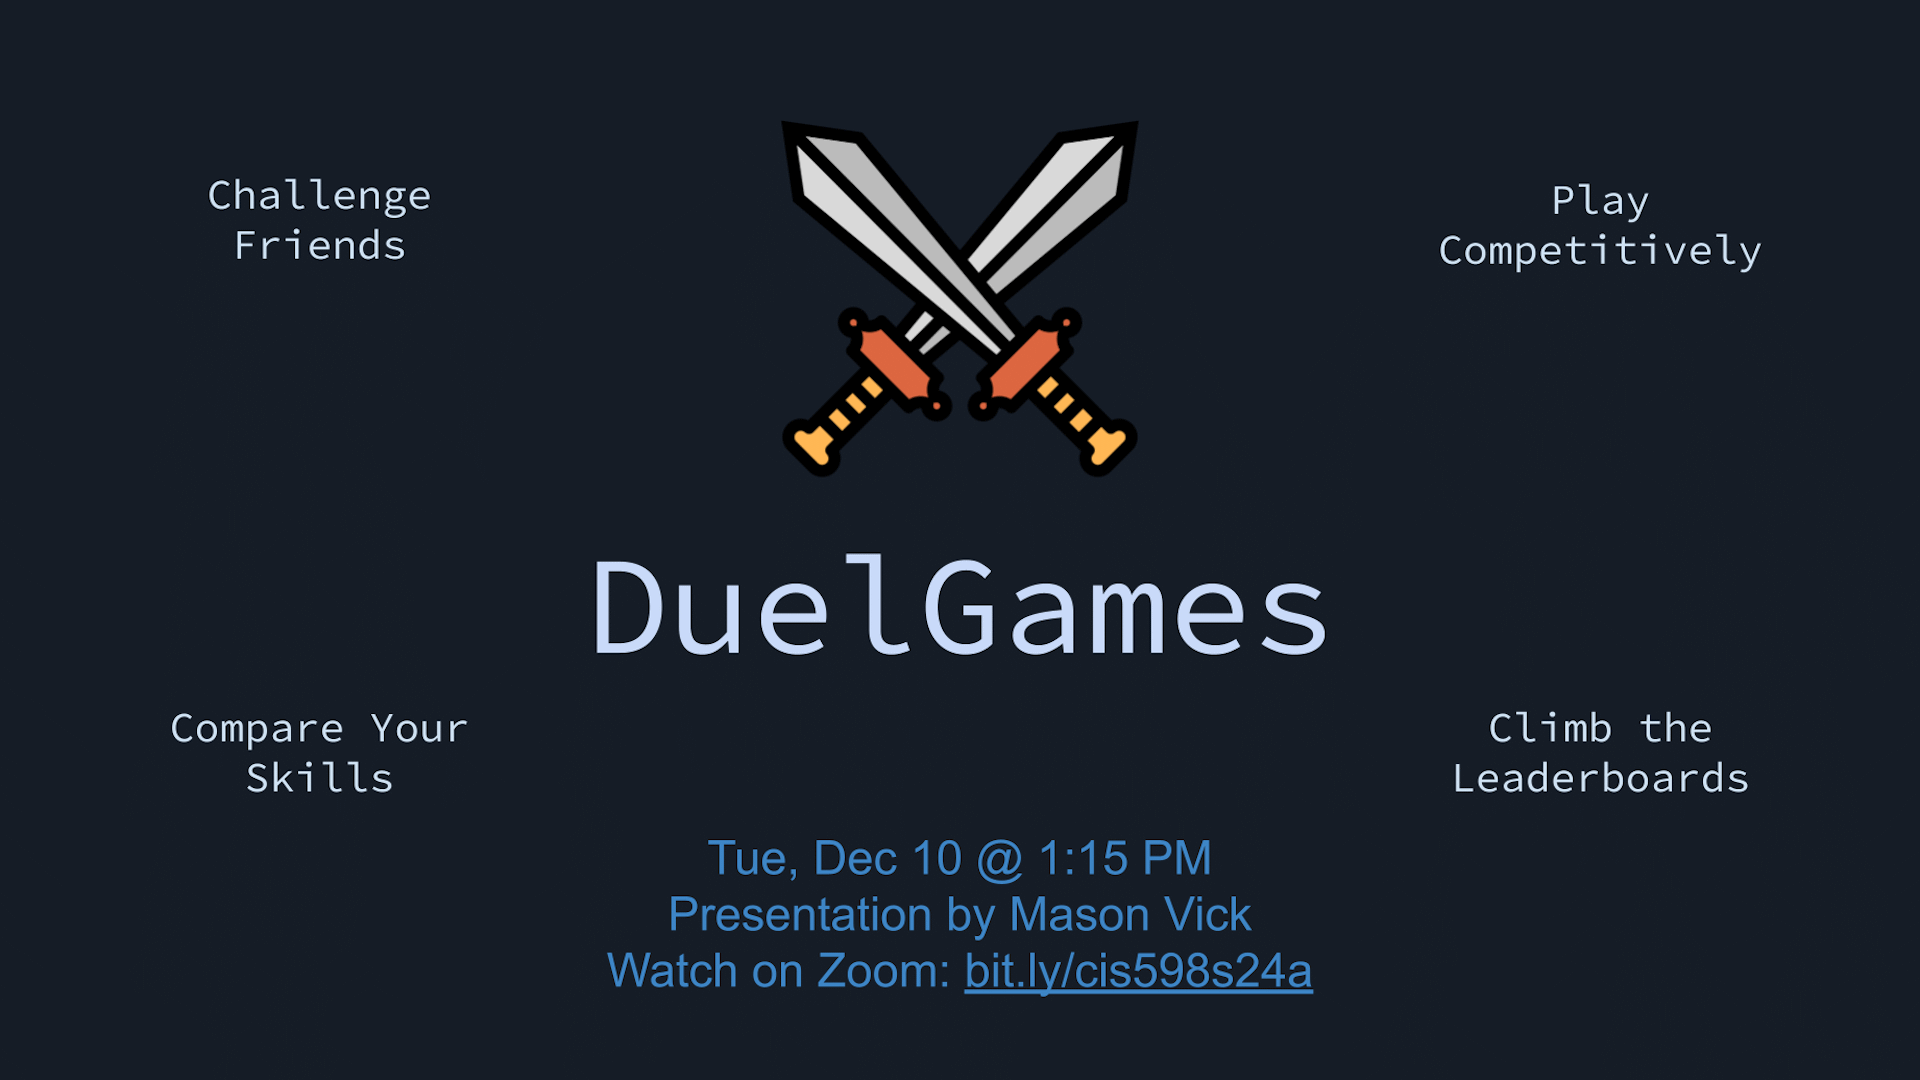 Challenge
Friends
Play
Competitively
DuelGames
Compare Your
Skills
Climb the
Leaderboards
Tue, Dec 10 @ 1:15 PM
Presentation by Mason Vick
Watch on Zoom: bit.ly/cis598s24a